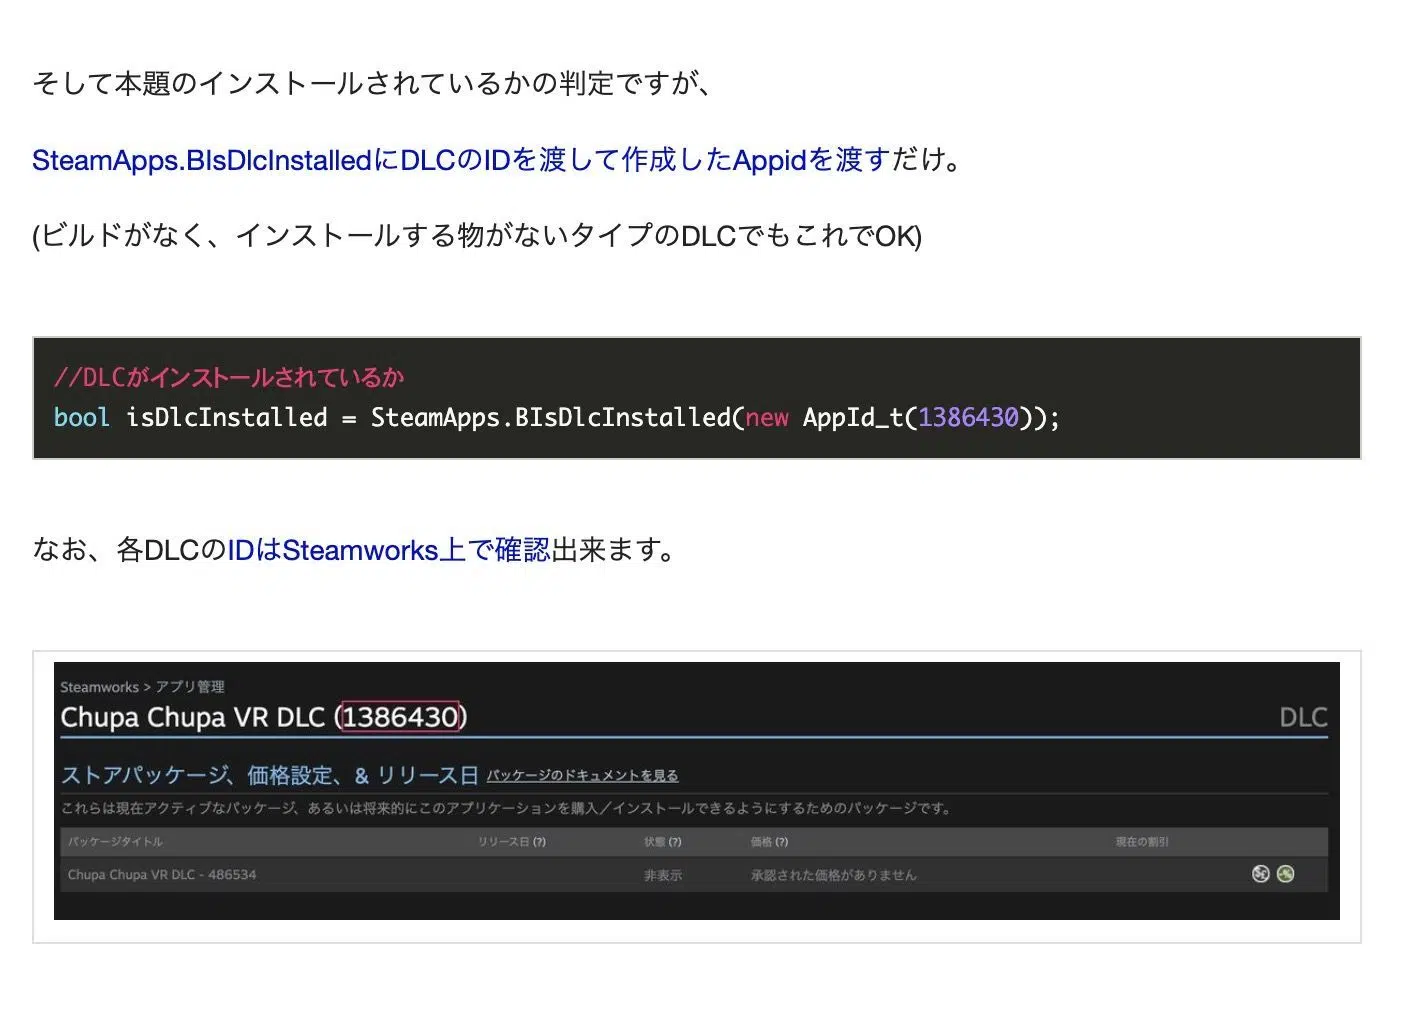 そして本題のインストールされているかの判定ですが、
SteamApps.BIsDlcInstalledにDLCのIDを渡して作成したAppidを渡すだけ。
(ビルドがなく、インストールする物がないタイプのDLCでもこれでOK)
//DLCがインストールされているか
bool isDlcInstalled = SteamApps.BIsDlcInstalled(new AppId_t(1386430));
なお、各DLCのIDはSteamworks上で確認出来ます。
Steamworks > アプリ管理
Chupa Chupa VR DLC (1386430) DLC
ストアパッケージ、価格設定、& リリース日 パッケージのドキュメントを見る
これらは現在アクティブなパッケージ、あるいは将来的にこのアプリケーションを購入／インストールできるようにするためのパッケージです。
パッケージタイトル リリース日 (?) 状態 (?) 価格 (?) 現在の割引
Chupa Chupa VR DLC - 486534 非表示 承認された価格がありません